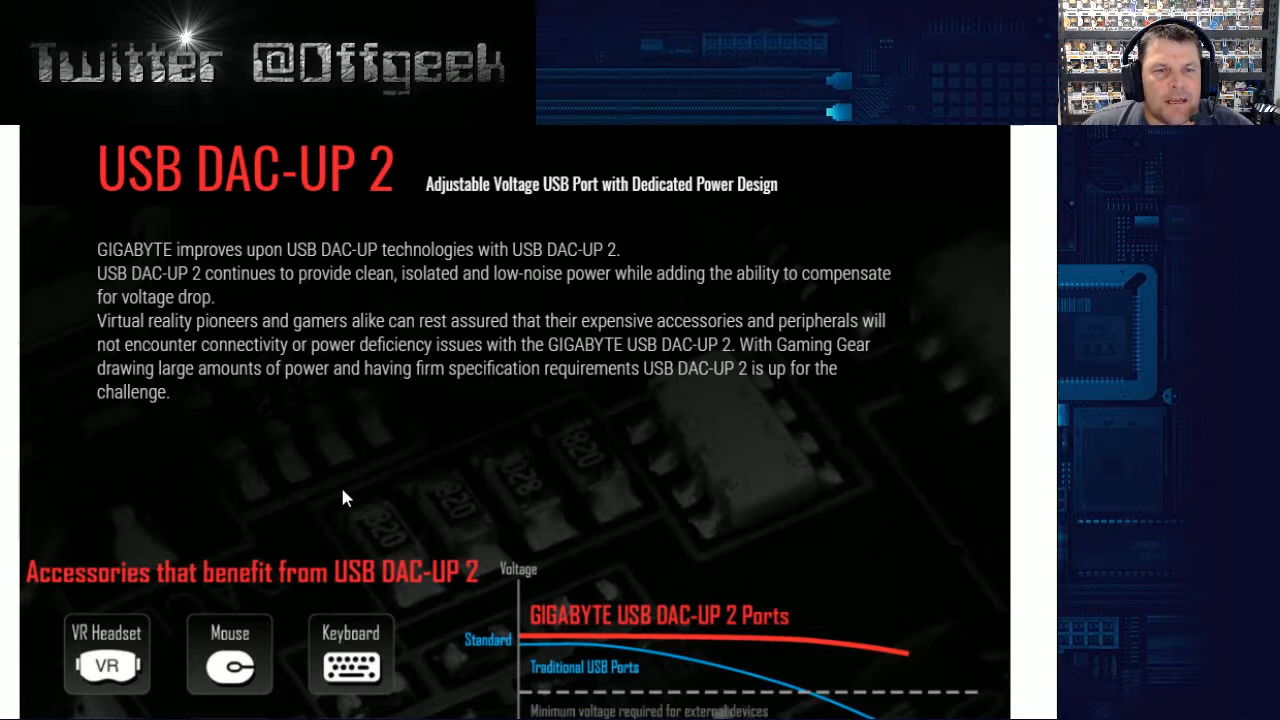 Twitter @Offgeek
USB DAC-UP 2
Adjustable Voltage USB Port with Dedicated Power Design
GIGABYTE improves upon USB DAC-UP technologies with USB DAC-UP 2.
USB DAC-UP 2 continues to provide clean, isolated and low-noise power while adding the ability to compensate
for voltage drop.
Virtual reality pioneers and gamers alike can rest assured that their expensive accessories and peripherals will
not encounter connectivity or power deficiency issues with the GIGABYTE USB DAC-UP 2. With Gaming Gear
drawing large amounts of power and having firm specification requirements USB DAC-UP 2 is up for the
challenge.
Accessories that benefit from USB DAC-UP 2
VR Headset
VR
Mouse
Keyboard
Voltage
GIGABYTE USB DAC-UP 2 Ports
Standard
Traditional USB Ports
Minimum voltage required for external devices